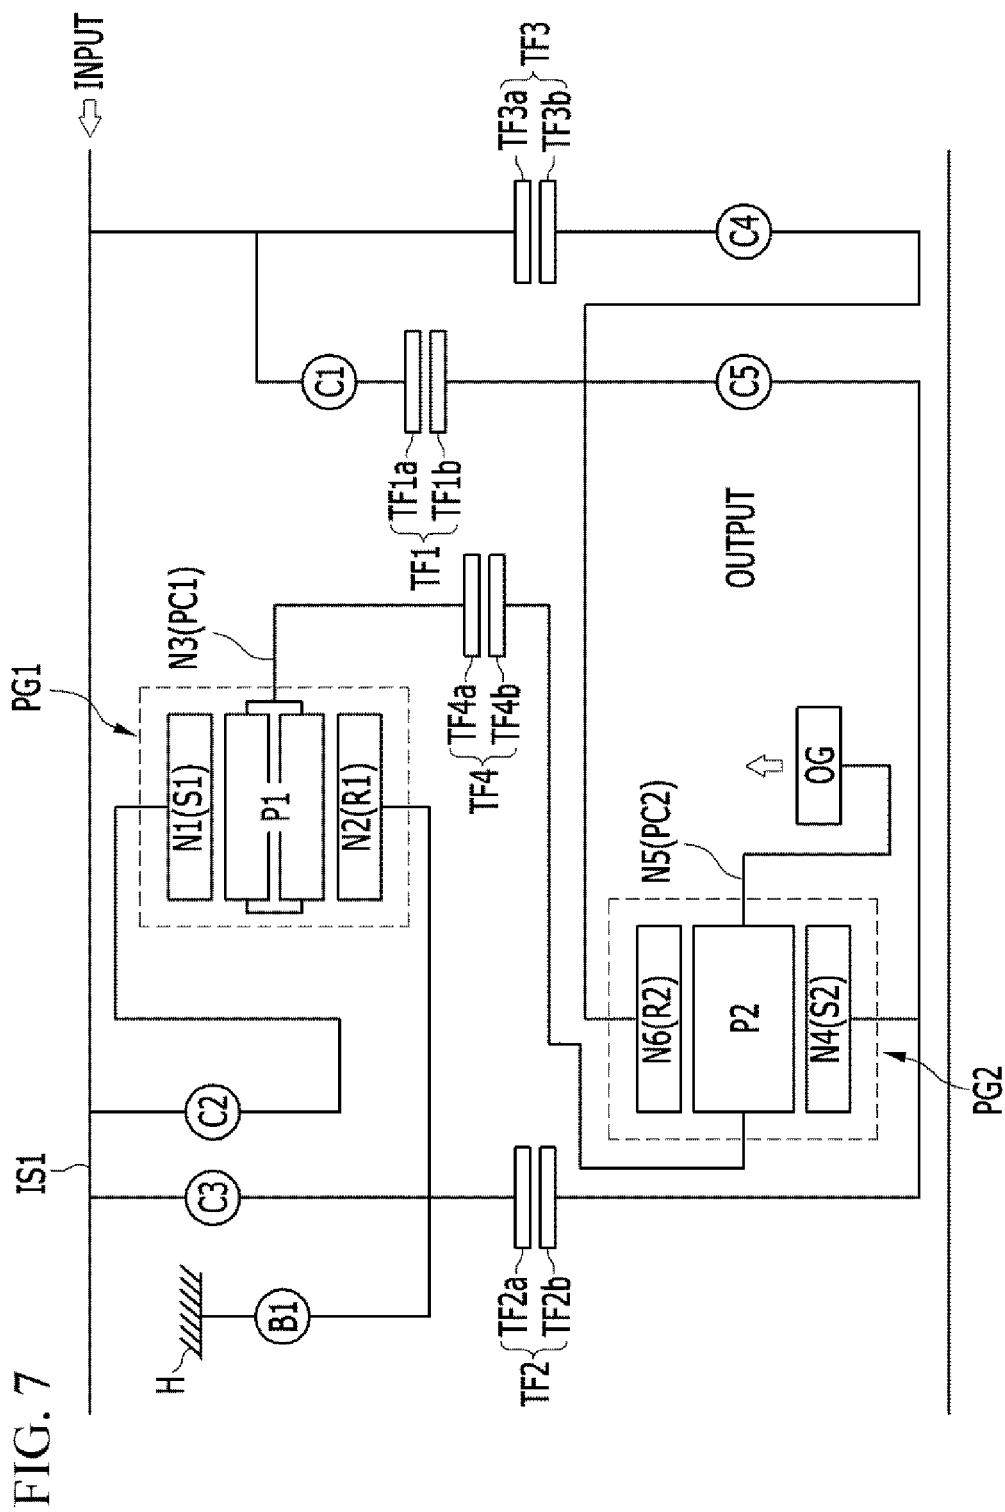 FIG. 7
H
B1
IS1
C3
C2
PG1
N1(S1)
P1
N2(R1)
N3(PC1)
INPUT
C1
TF1a
TF1b
TF1
TF2a
TF2b
TF2
TF3a
TF3b
TF3
TF4a
TF4b
TF4
C4
C5
OUTPUT
OG
N5(PC2)
N6(R2)
P2
N4(S2)
PG2